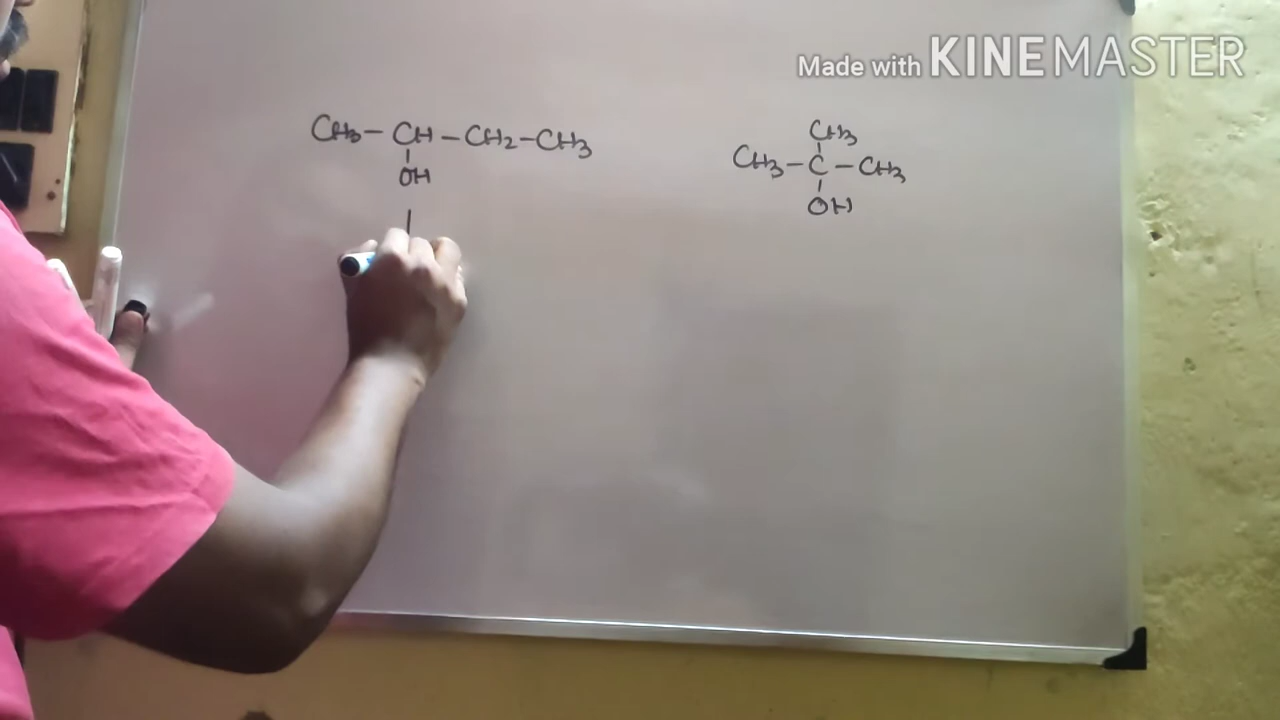 Made with KINEMASTER
CH3-CH-CH2-CH3
OH
CH3
CH3-C-CH3
OH